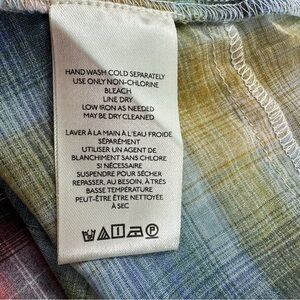 HAND WASH COLD SEPARATELY
USE ONLY NON-CHLORINE
BLEACH
LINE DRY
LOW IRON AS NEEDED
MAY BE DRY CLEANED
LAVER À LA MAIN À L'EAU FROIDE
SÉPARÉMENT
UTILISER UN AGENT DE
BLANCHIMENT SANS CHLORE
SI NÉCESSAIRE
SUSPENDRE POUR SÉCHER
REPASSER, AU BESOIN, À TRÈS
BASSE TEMPÉRATURE
PEUT-ÊTRE ÊTRE NETTOYÉE
À SEC
P